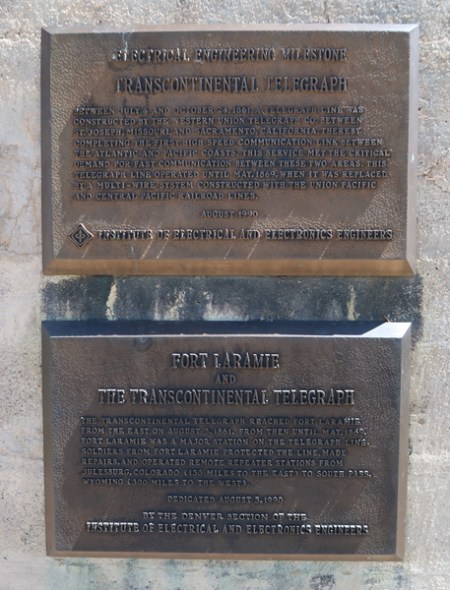 ELECTRICAL ENGINEERING MILESTONE
TRANSCONTINENTAL TELEGRAPH
BETWEEN JULY 4 AND OCTOBER 24, 1861, A TELEGRAPH LINK WAS
CONSTRUCTED BY THE WESTERN UNION TELEGRAPH CO. BETWEEN
ST. JOSEPH, MISSOURI, AND SACRAMENTO, CALIFORNIA, THEREBY
COMPLETING THE FIRST HIGH SPEED COMMUNICATION LINK BETWEEN
THE ATLANTIC AND PACIFIC COASTS. THIS SERVICE MET THE CRITICAL
DEMAND FOR FAST COMMUNICATION BETWEEN THESE TWO AREAS. THIS
TELEGRAPH LINE OPERATED UNTIL MAY, 1869, WHEN IT WAS REPLACED
BY A MULTI-WIRE SYSTEM CONSTRUCTED WITH THE UNION PACIFIC
AND CENTRAL PACIFIC RAILROAD LINES.
AUGUST 1990
INSTITUTE OF ELECTRICAL AND ELECTRONICS ENGINEERS
FORT LARAMIE
AND
THE TRANSCONTINENTAL TELEGRAPH
THE TRANSCONTINENTAL TELEGRAPH REACHED FORT LARAMIE
FROM THE EAST ON AUGUST 5, 1861. FROM THEN UNTIL MAY,
FORT LARAMIE WAS A MAJOR STATION ON THE TELEGRAPH LINE.
SOLDIERS FROM FORT LARAMIE PROTECTED THE LINE, MADE
REPAIRS, AND OPERATED REMOTE REPEATER STATIONS FROM
JULESBURG, COLORADO (150 MILES TO THE EAST) TO SOUTH PASS,
WYOMING (300 MILES TO THE WEST).
DEDICATED AUGUST 5, 1990
BY THE DENVER SECTION OF THE
INSTITUTE OF ELECTRICAL AND ELECTRONICS ENGINEERS